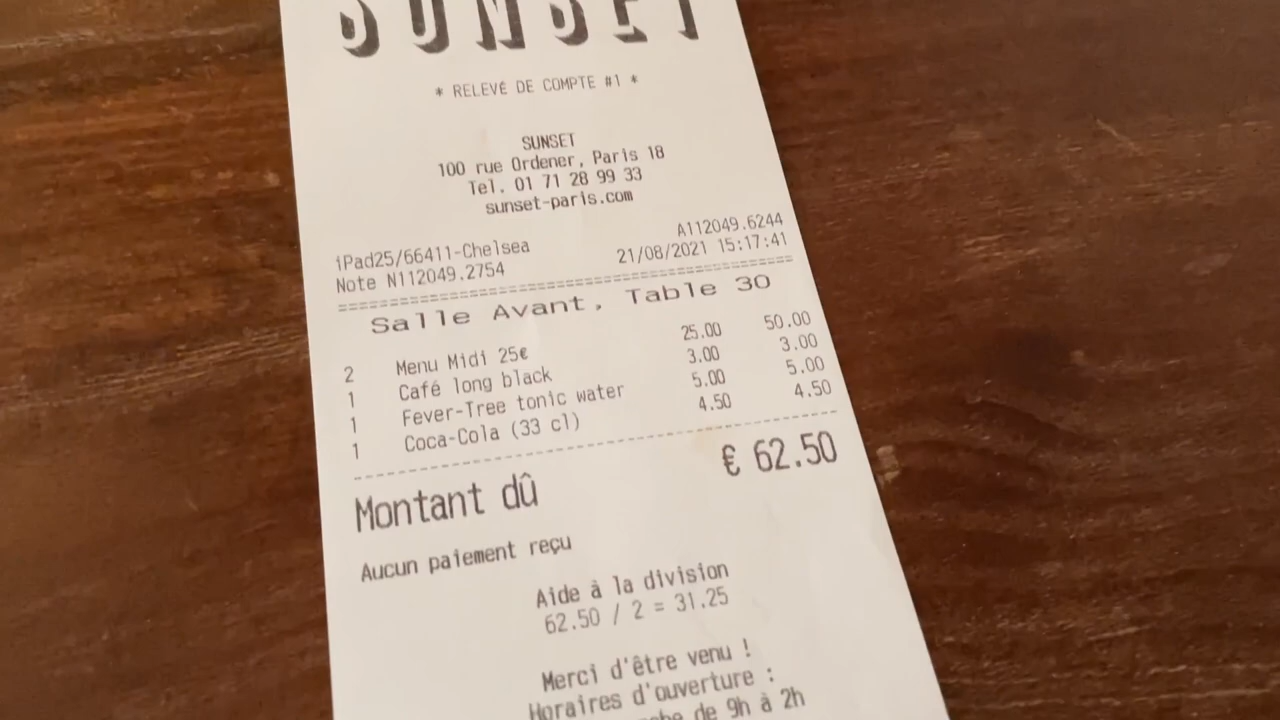 SUNSET
* RELEVÉ DE COMPTE #1 *
SUNSET
100 rue Ordener, Paris 18
Tel. 01 71 28 99 33
sunset-paris.com
A112049.6244
iPad25/66411-Chelsea 21/08/2021 15:17:41
Note N112049.2754
Salle Avant, Table 30
2 Menu Midi 25€ 25.00 50.00
1 Café long black 3.00 3.00
1 Fever-Tree tonic water 5.00 5.00
1 Coca-Cola (33 cl) 4.50 4.50
Montant dû € 62.50
Aucun paiement reçu
Aide à la division
62.50 / 2 = 31.25
Merci d'être venu !
Horaires d'ouverture :
de 9h à 2h